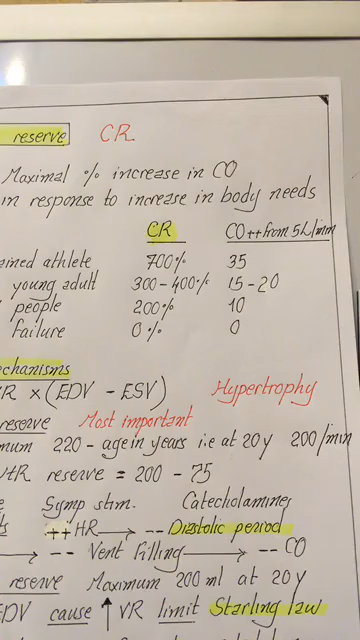 reserve CR
Maximal % increase in CO
in response to increase in body needs
CR CO ++ from 5L/min
ained athlete 700% 35
young adult 300-400% 15-20
people 200% 10
failure 0% 0
echanisms
R × (EDV - ESV) Hypertrophy
reserve Most important
mum 220 - age in years i.e at 20y 200/min
HR reserve = 200 - 75
Symp stim. Catecholamines
++ HR → -- Diastolic period
→ -- Vent Filling → -- CO
reserve Maximum 200 ml at 20y
EDV cause ↑ VR limit Starling law